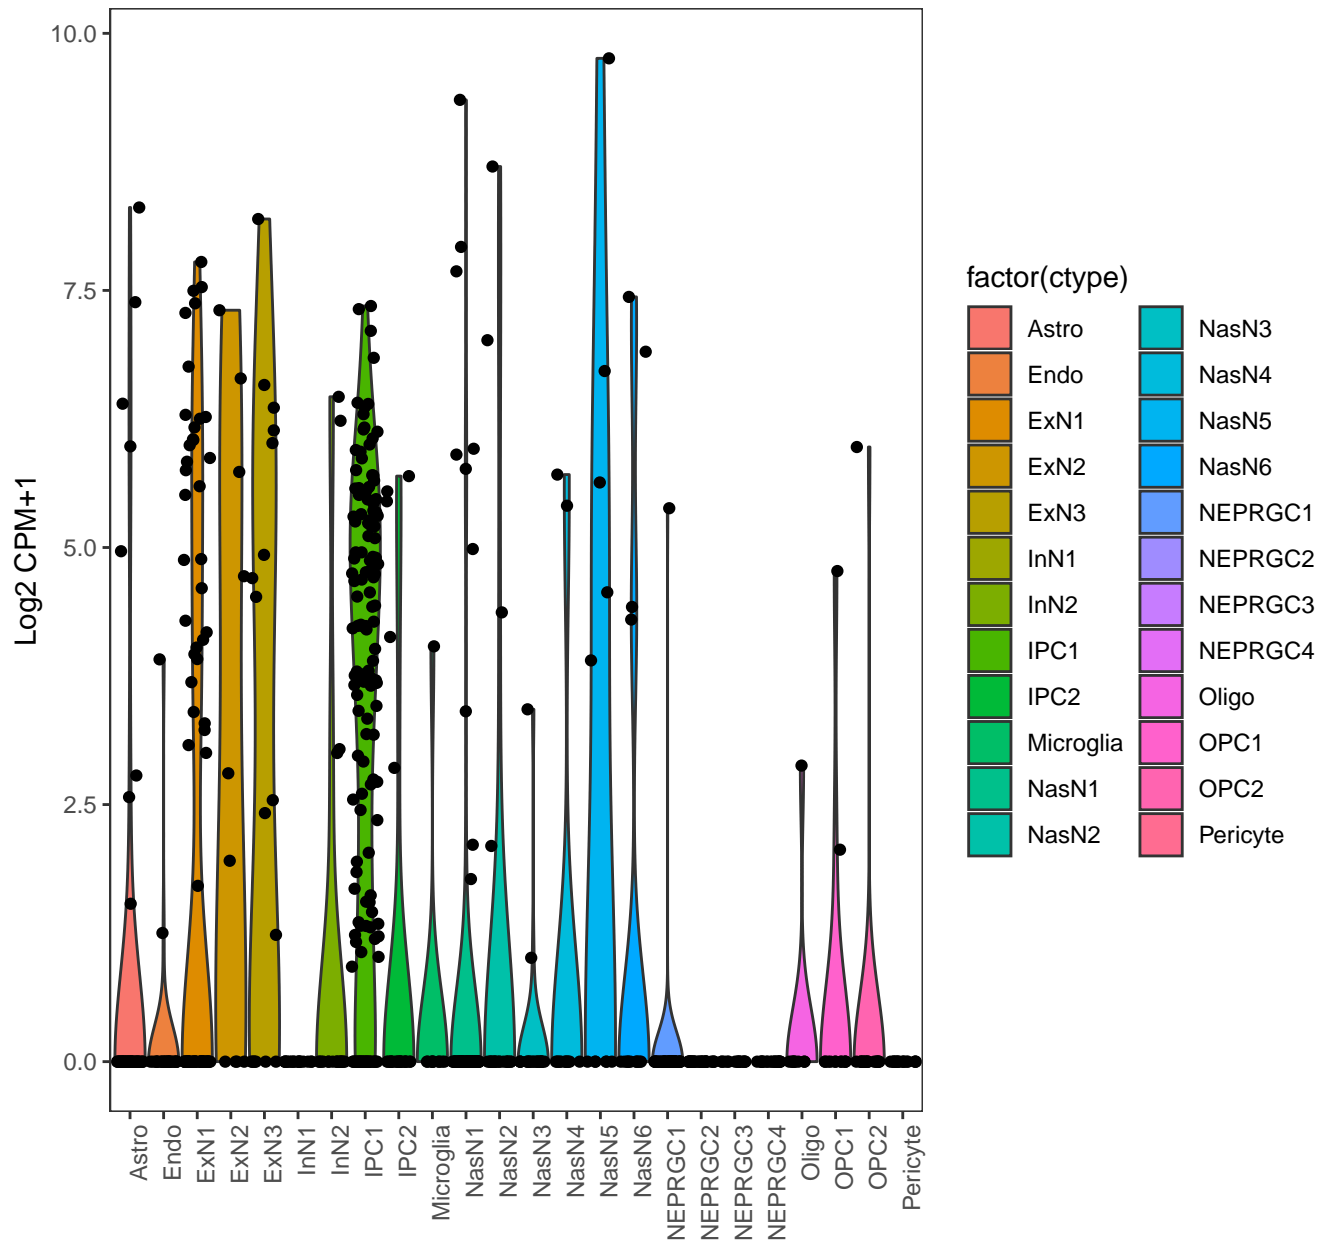 10.0
7.5
5.0
2.5
0.0
Log2 CPM+1
Astro
Endo
ExN1
ExN2
ExN3
InN1
InN2
IPC1
IPC2
Microglia
NasN1
NasN2
NasN3
NasN4
NasN5
NasN6
NEPRGC1
NEPRGC2
NEPRGC3
NEPRGC4
Oligo
OPC1
OPC2
Pericyte
factor(ctype)
Astro
Endo
ExN1
ExN2
ExN3
InN1
InN2
IPC1
IPC2
Microglia
NasN1
NasN2
NasN3
NasN4
NasN5
NasN6
NEPRGC1
NEPRGC2
NEPRGC3
NEPRGC4
Oligo
OPC1
OPC2
Pericyte